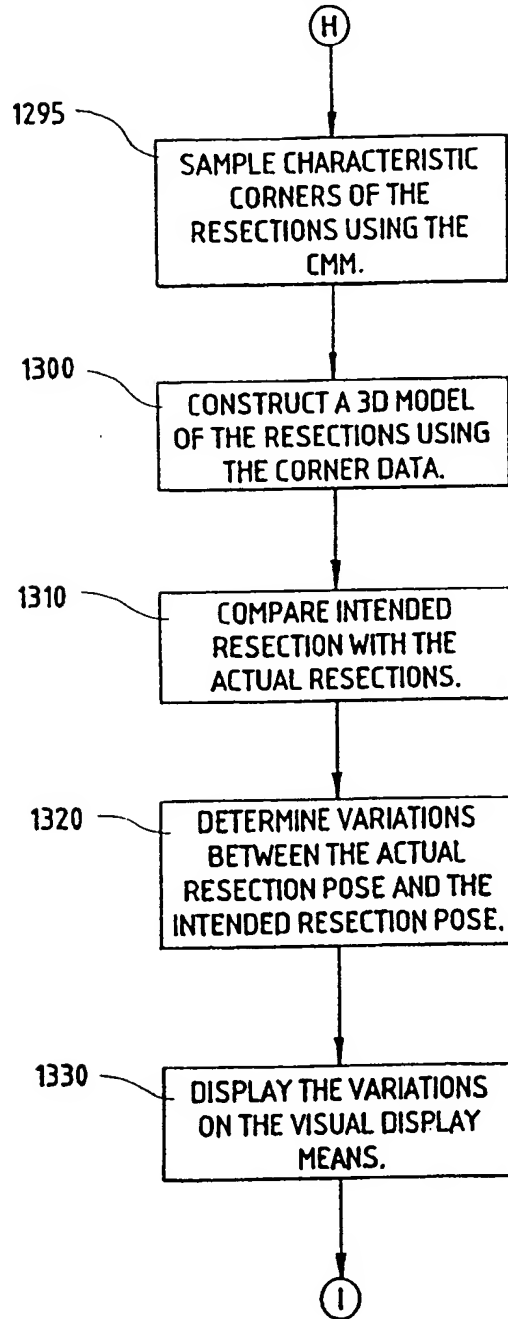 H
1295
SAMPLE CHARACTERISTIC
CORNERS OF THE
RESECTIONS USING THE
CMM.
1300
CONSTRUCT A 3D MODEL
OF THE RESECTIONS USING
THE CORNER DATA.
1310
COMPARE INTENDED
RESECTION WITH THE
ACTUAL RESECTIONS.
1320
DETERMINE VARIATIONS
BETWEEN THE ACTUAL
RESECTION POSE AND THE
INTENDED RESECTION POSE.
1330
DISPLAY THE VARIATIONS
ON THE VISUAL DISPLAY
MEANS.
I